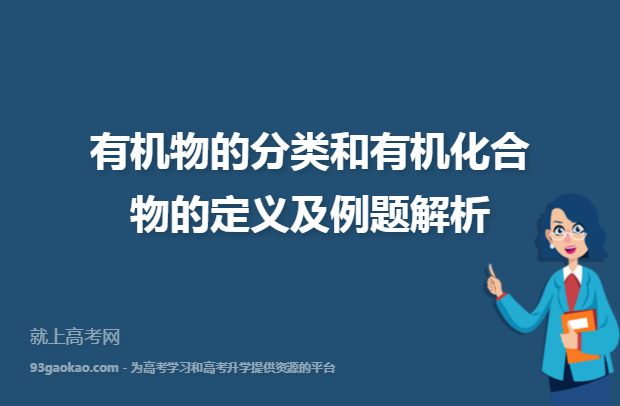 有机物的分类和有机化合
物的定义及例题解析
就上高考网
93gaokao.com - 为高考学习和高考升学提供资源的平台